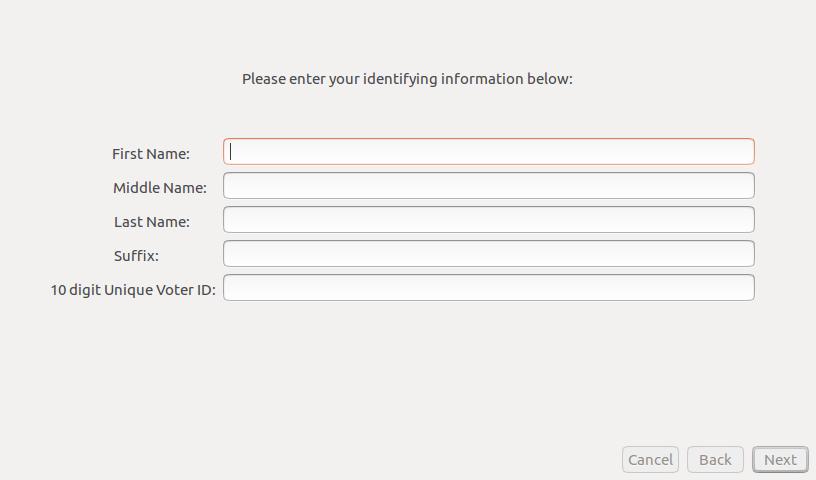 Please enter your identifying information below:
First Name:
Middle Name:
Last Name:
Suffix:
10 digit Unique Voter ID:
Cancel Back Next